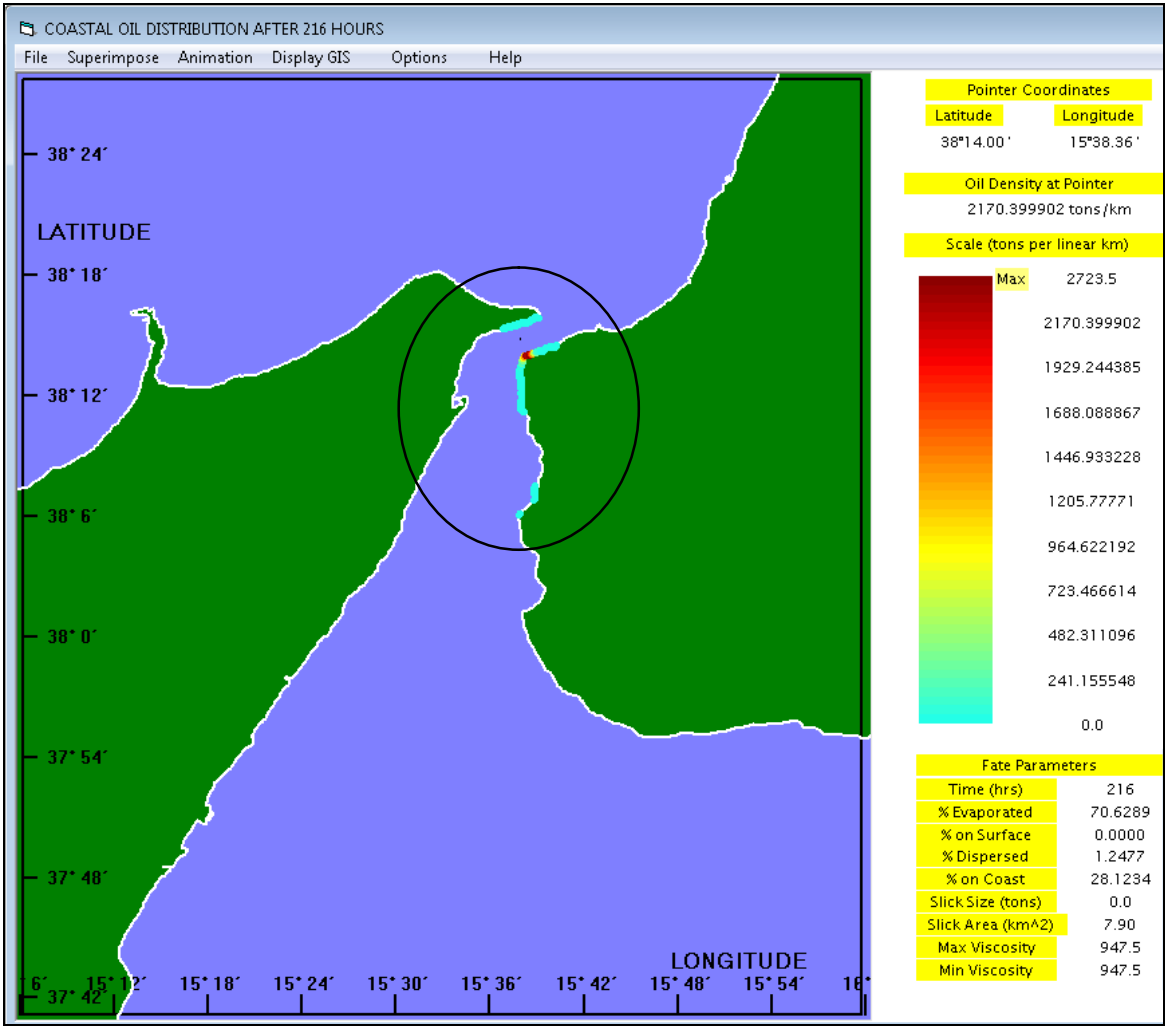 COASTAL OIL DISTRIBUTION AFTER 216 HOURS
File Superimpose Animation Display GIS Options Help
38° 24´
LATITUDE
38° 18´
38° 12´
38° 6´
38° 0´
37° 54´
37° 48´
37° 42´
LONGITUDE
6´ 15° 12´ 15° 18´ 15° 24´ 15° 30´ 15° 36´ 15° 42´ 15° 48´ 15° 54´ 16°
Pointer Coordinates
Latitude Longitude
38°14.00 ' 15°38.36 '
Oil Density at Pointer
2170.399902 tons/km
Scale (tons per linear km)
Max 2723.5
2170.399902
1929.244385
1688.088867
1446.933228
1205.77771
964.622192
723.466614
482.311096
241.155548
0.0
Fate Parameters
Time (hrs) 216
% Evaporated 70.6289
% on Surface 0.0000
% Dispersed 1.2477
% on Coast 28.1234
Slick Size (tons) 0.0
Slick Area (km^2) 7.90
Max Viscosity 947.5
Min Viscosity 947.5